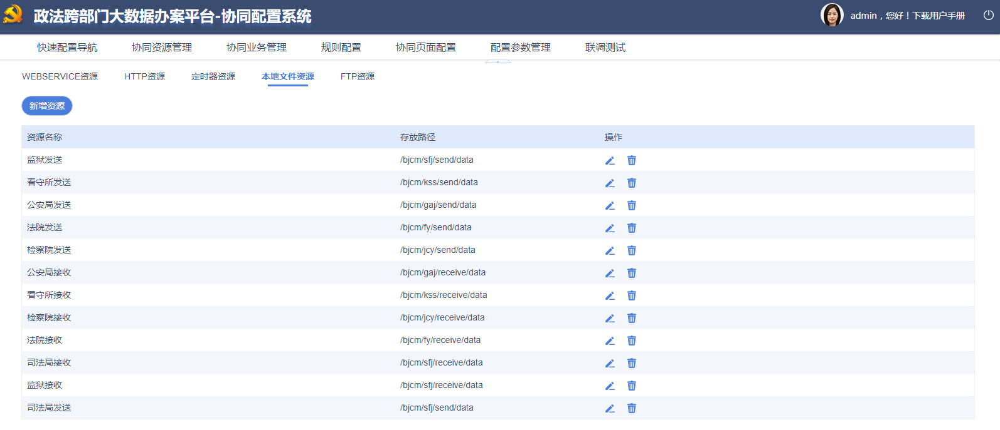 政法跨部门大数据办案平台-协同配置系统
admin，您好！下载用户手册
快速配置导航 协同资源管理 协同业务管理 规则配置 协同页面配置 配置参数管理 联调测试
WEBSERVICE资源 HTTP资源 定时器资源 本地文件资源 FTP资源
新增资源
资源名称 存放路径 操作
监狱发送 /bjcm/sfj/send/data
看守所发送 /bjcm/kss/send/data
公安局发送 /bjcm/gaj/send/data
法院发送 /bjcm/fy/send/data
检察院发送 /bjcm/jcy/send/data
公安局接收 /bjcm/gaj/receive/data
看守所接收 /bjcm/kss/receive/data
检察院接收 /bjcm/jcy/receive/data
法院接收 /bjcm/fy/receive/data
司法局接收 /bjcm/sfj/receive/data
监狱接收 /bjcm/sfj/receive/data
司法局发送 /bjcm/sfj/send/data